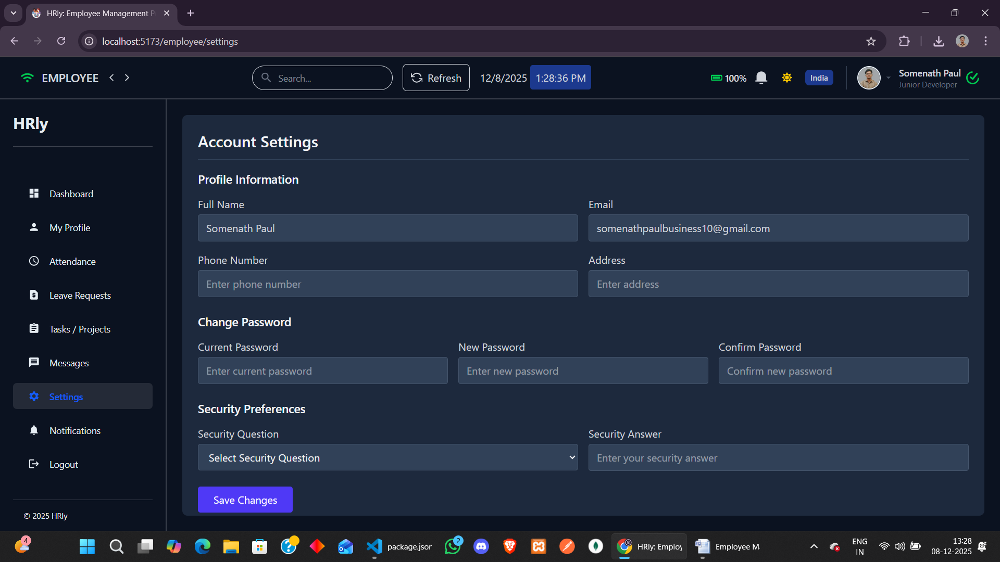 HRly: Employee Management P
localhost:5173/employee/settings
EMPLOYEE
Search...
Refresh
12/8/2025
1:28:36 PM
100%
India
Somenath Paul
Junior Developer
HRly
Dashboard
My Profile
Attendance
Leave Requests
Tasks / Projects
Messages
Settings
Notifications
Logout
© 2025 HRly
Account Settings
Profile Information
Full Name
Somenath Paul
Email
somenathpaulbusiness10@gmail.com
Phone Number
Enter phone number
Address
Enter address
Change Password
Current Password
Enter current password
New Password
Enter new password
Confirm Password
Confirm new password
Security Preferences
Security Question
Select Security Question
Security Answer
Enter your security answer
Save Changes
4
package.jsor
2
HRly: Employ
Employee M
ENG
IN
13:28
08-12-2025